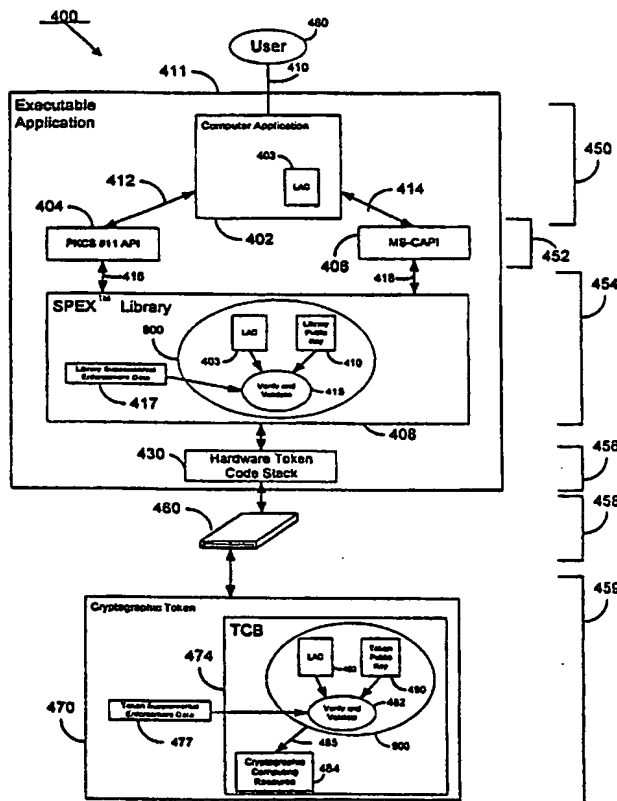 400
User
480
410
411
Executable
Application
Computer Application
403
LAC
412
414
404
402
PKCS #11 API
406
MS-CAPI
416
418
450
452
454
SPEX™ Library
800
LAC
Library
Public
Key
403
410
Library Supplemental
Enforcement Data
Verify and
Validate
415
417
408
430
Hardware Token
Code Stack
456
458
460
459
Cryptographic Token
TCB
474
LAC
Token
Public
Key
483
490
470
Token Supplemental
Enforcement Data
Verify and
Validate
482
477
485
900
Cryptographic
Computing
Resource
484